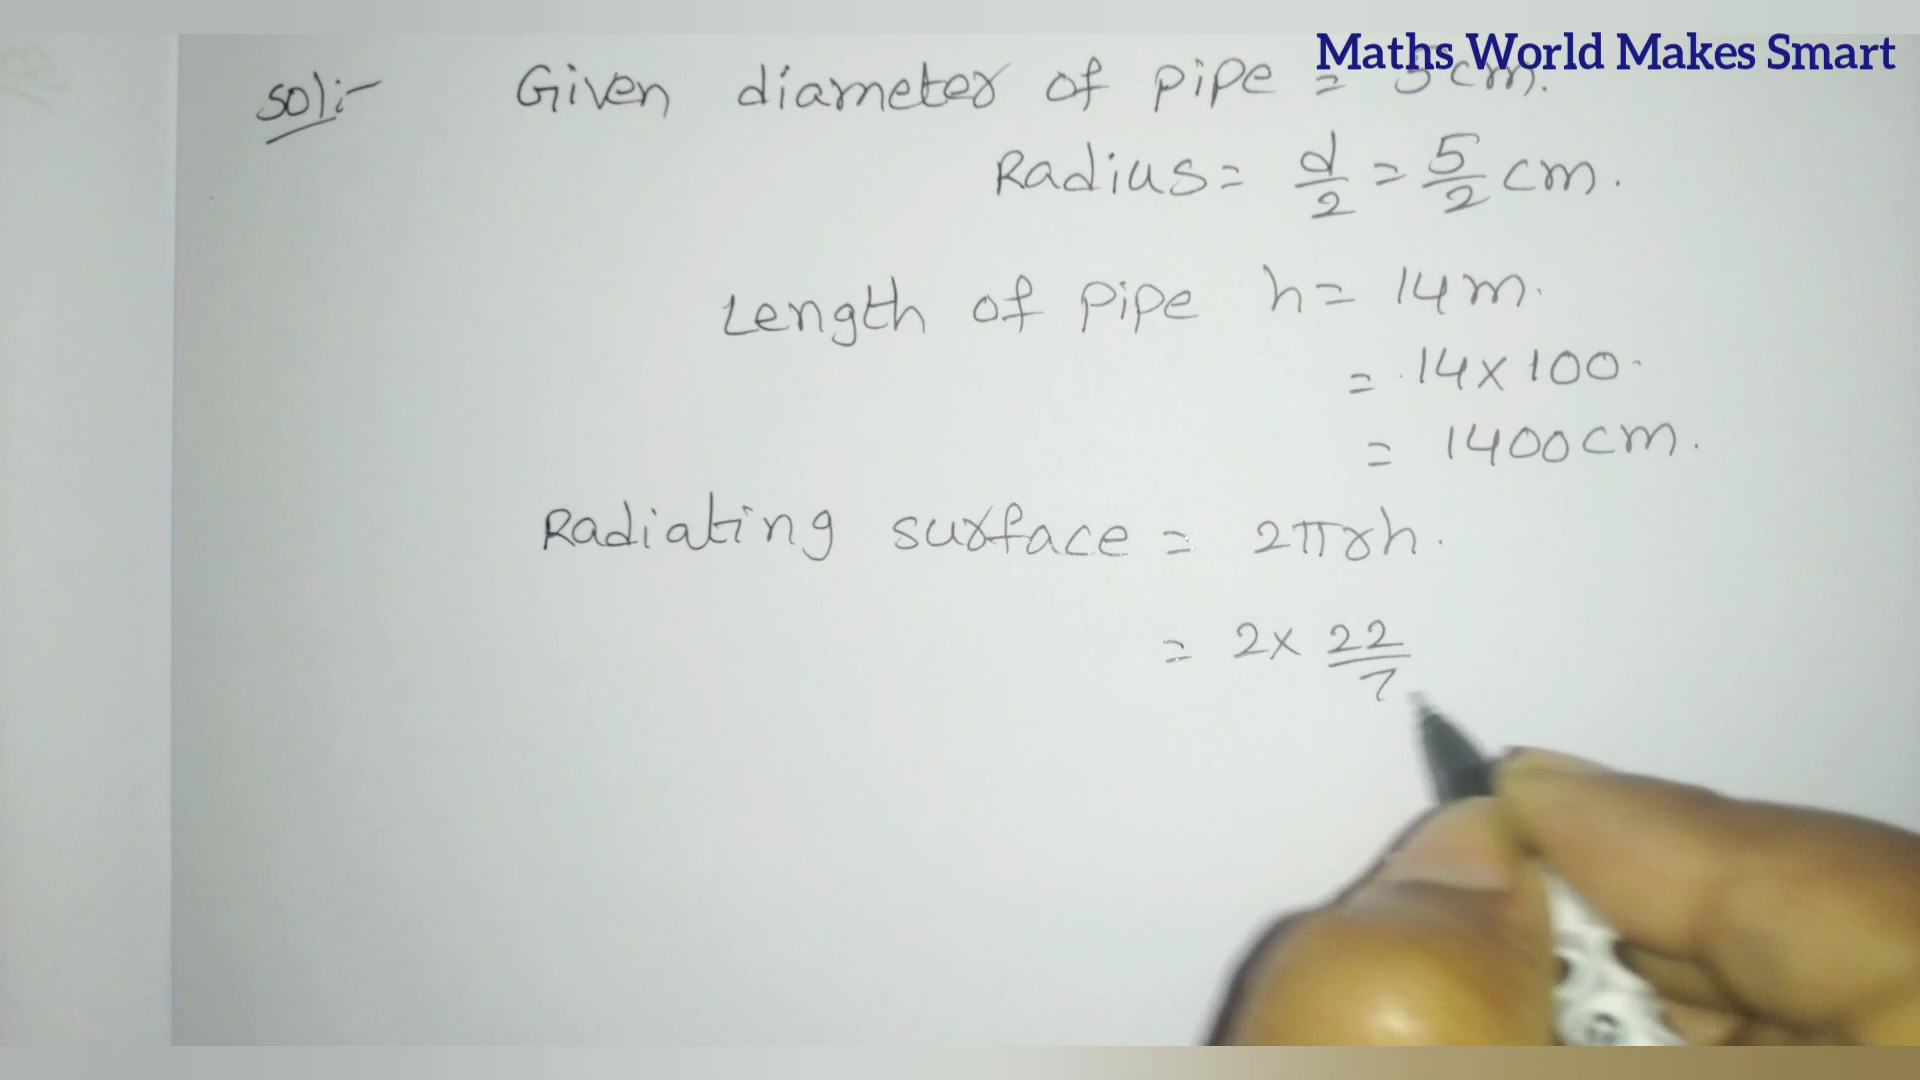 Maths World Makes Smart
Sol:- Given diameter of pipe = 5cm.
Radius = d/2 = 5/2 cm.
Length of pipe h = 14m.
= 14 x 100.
= 1400cm.
Radiating surface = 2πrh.
= 2 x 22/7